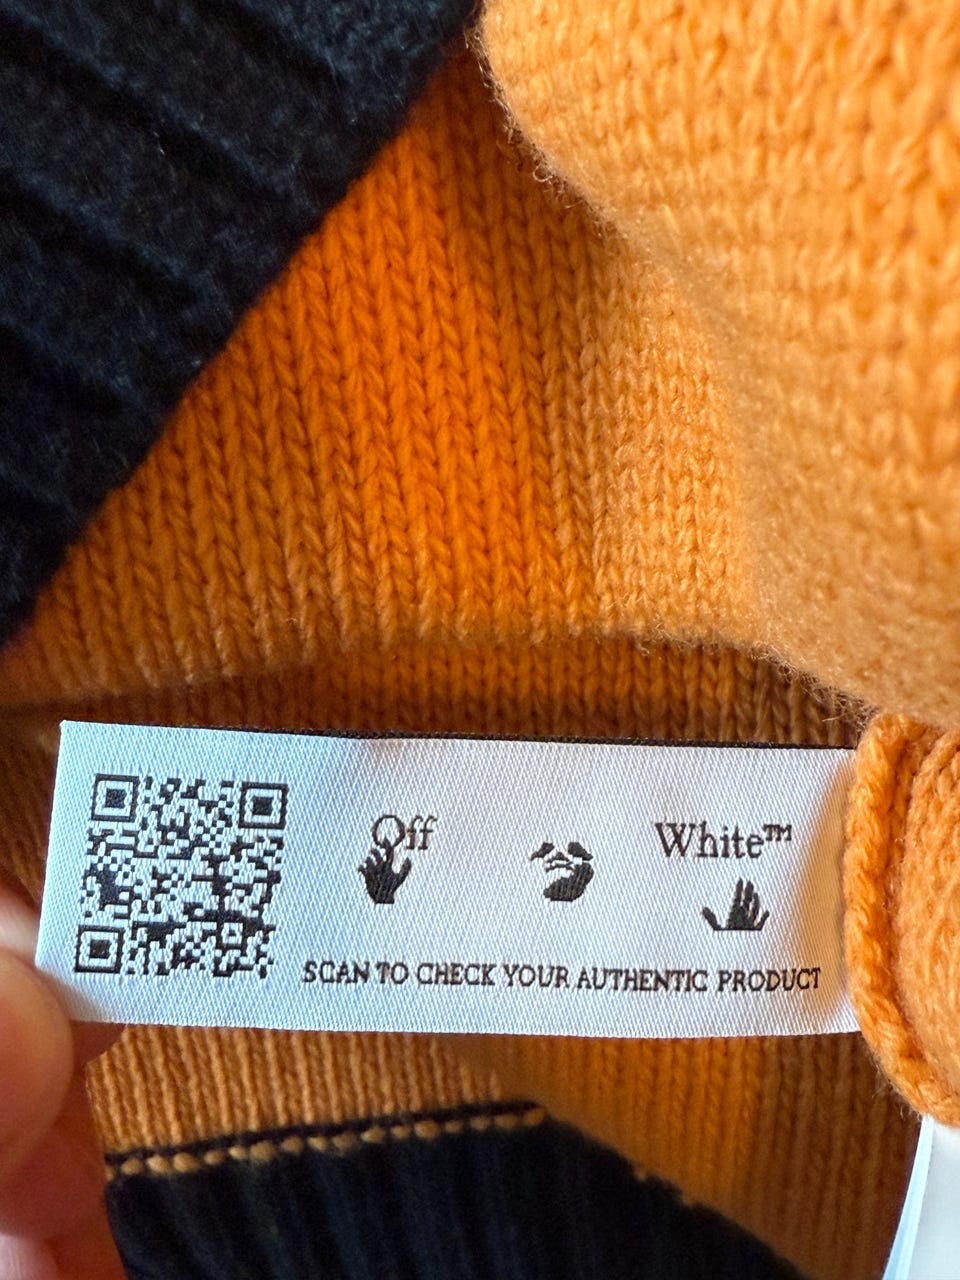 Off
White™
SCAN TO CHECK YOUR AUTHENTIC PRODUCT